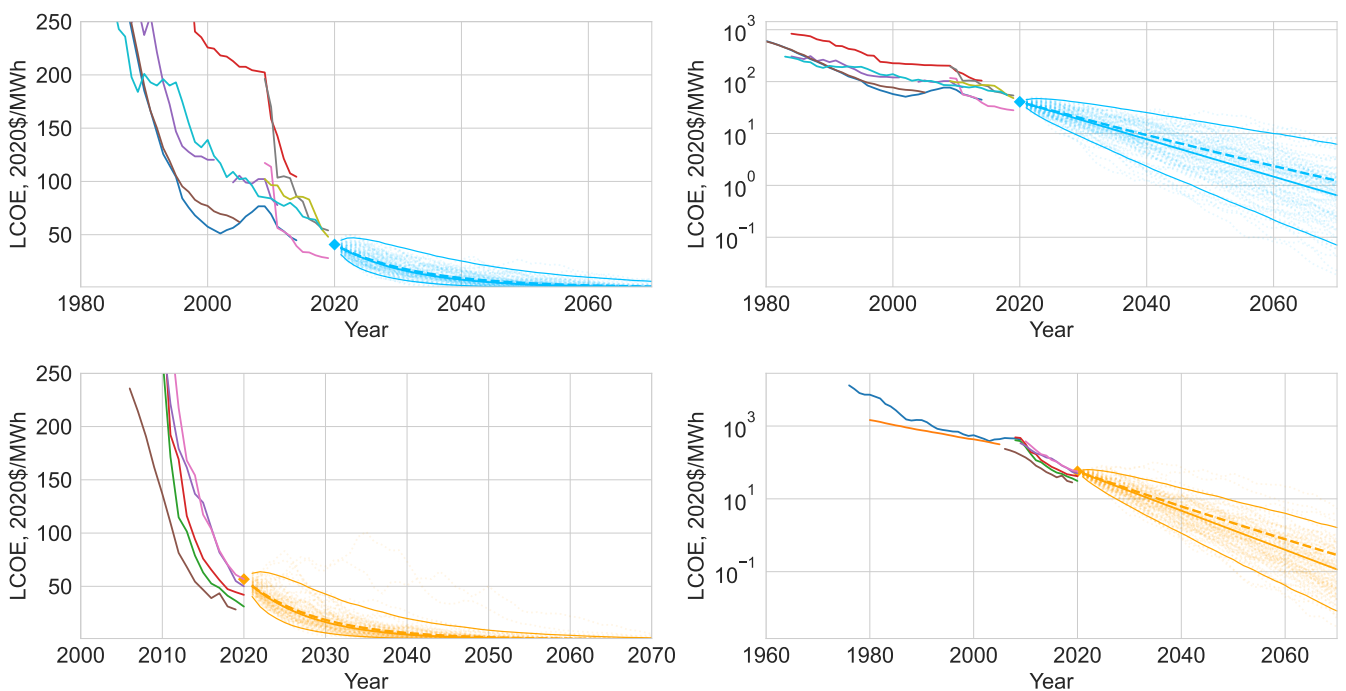 LCOE, 2020$/MWh
250
200
150
100
50
1980 2000 2020 2040 2060
Year
LCOE, 2020$/MWh
10³
10²
10¹
10⁰
10⁻¹
1980 2000 2020 2040 2060
Year
LCOE, 2020$/MWh
250
200
150
100
50
2000 2010 2020 2030 2040 2050 2060 2070
Year
LCOE, 2020$/MWh
10³
10¹
10⁻¹
1960 1980 2000 2020 2040 2060
Year